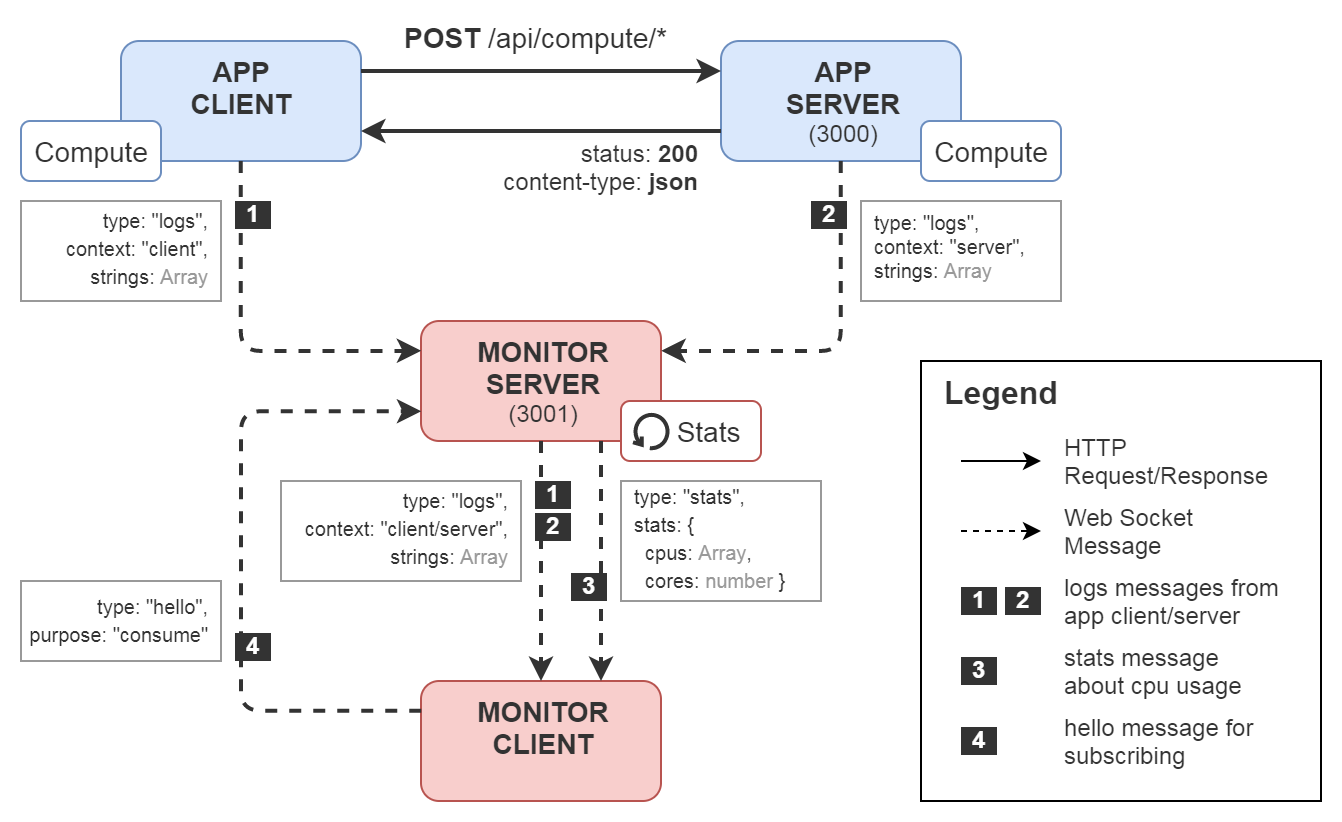 POST /api/compute/*
APP
CLIENT
Compute
APP
SERVER
(3000)
Compute
status: 200
content-type: json
type: "logs",
context: "client",
strings: Array
1
2
type: "logs",
context: "server",
strings: Array
MONITOR
SERVER
(3001)
Stats
type: "logs",
context: "client/server",
strings: Array
1
2
type: "stats",
stats: {
cpus: Array,
cores: number }
3
type: "hello",
purpose: "consume"
4
MONITOR
CLIENT
Legend
HTTP
Request/Response
Web Socket
Message
1 2
logs messages from
app client/server
3
stats message
about cpu usage
4
hello message for
subscribing